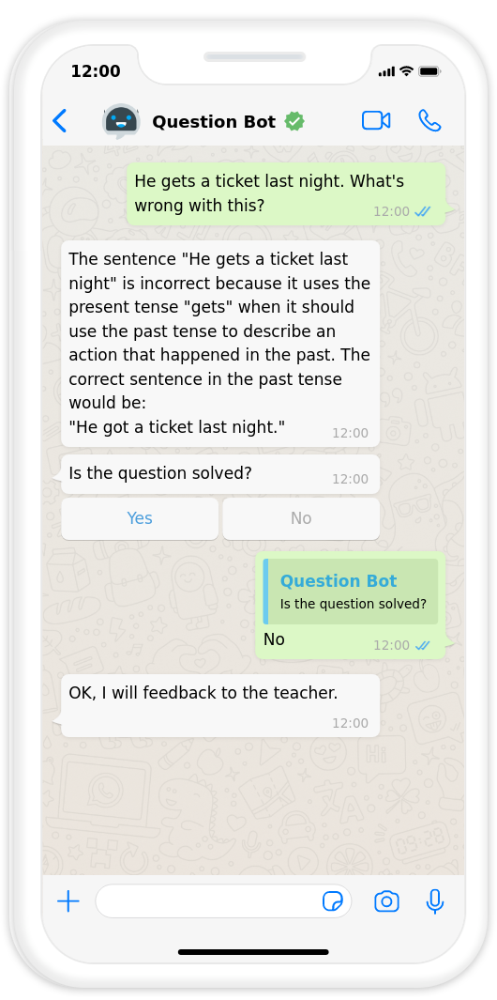 12:00
Question Bot
He gets a ticket last night. What's
wrong with this?
12:00
The sentence "He gets a ticket last
night" is incorrect because it uses the
present tense "gets" when it should
use the past tense to describe an
action that happened in the past. The
correct sentence in the past tense
would be:
"He got a ticket last night."
12:00
Is the question solved?
12:00
Yes
No
Question Bot
Is the question solved?
No
12:00
OK, I will feedback to the teacher.
12:00
Hi
05:28